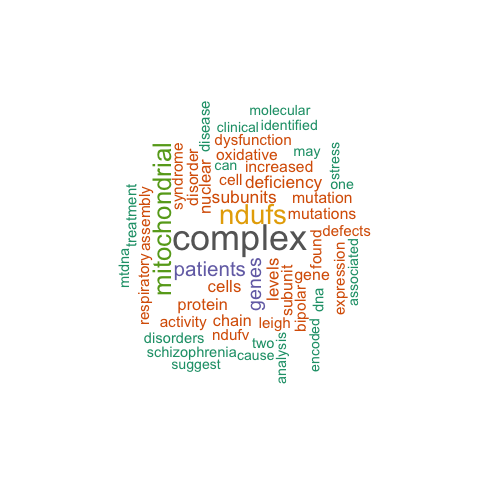 molecular
clinical identified
disease
dysfunction
can
oxidative
may
stress
syndrome
disorder
nuclear
cell
increased
deficiency
one
mitochondrial
subunits
mutation
ndufs
mutations
treatment
assembly
complex
defects
found
mtdna
respiratory
patients
genes
levels
subunit
gene
expression
associated
cells
bipolar
dna
protein
activity
chain
leigh
encoded
disorders
ndufv
two
analysis
schizophrenia
cause
suggest